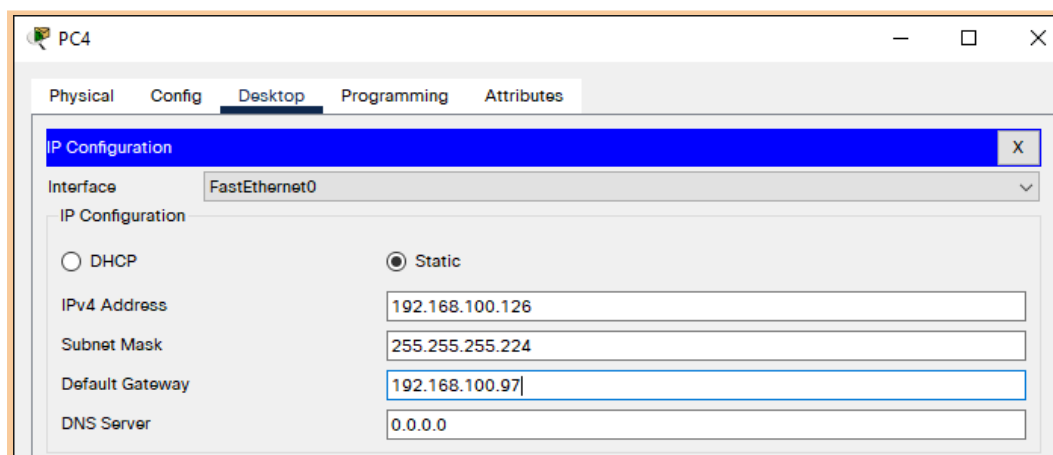 PC4
Physical Config Desktop Programming Attributes
IP Configuration X
Interface FastEthernet0
IP Configuration
DHCP Static
IPv4 Address 192.168.100.126
Subnet Mask 255.255.255.224
Default Gateway 192.168.100.97
DNS Server 0.0.0.0